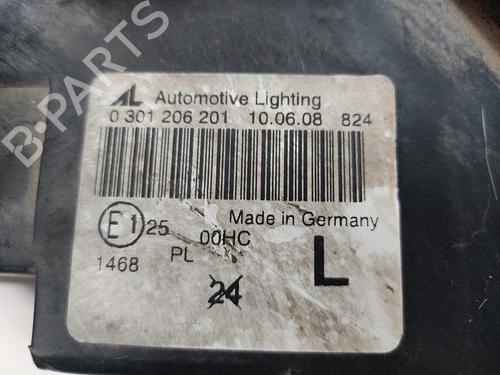 AL Automotive Lighting
0 301 206 201 10.06.08 824
Made in Germany
E1 25 00HC
1468 PL L
24
B-PARTS